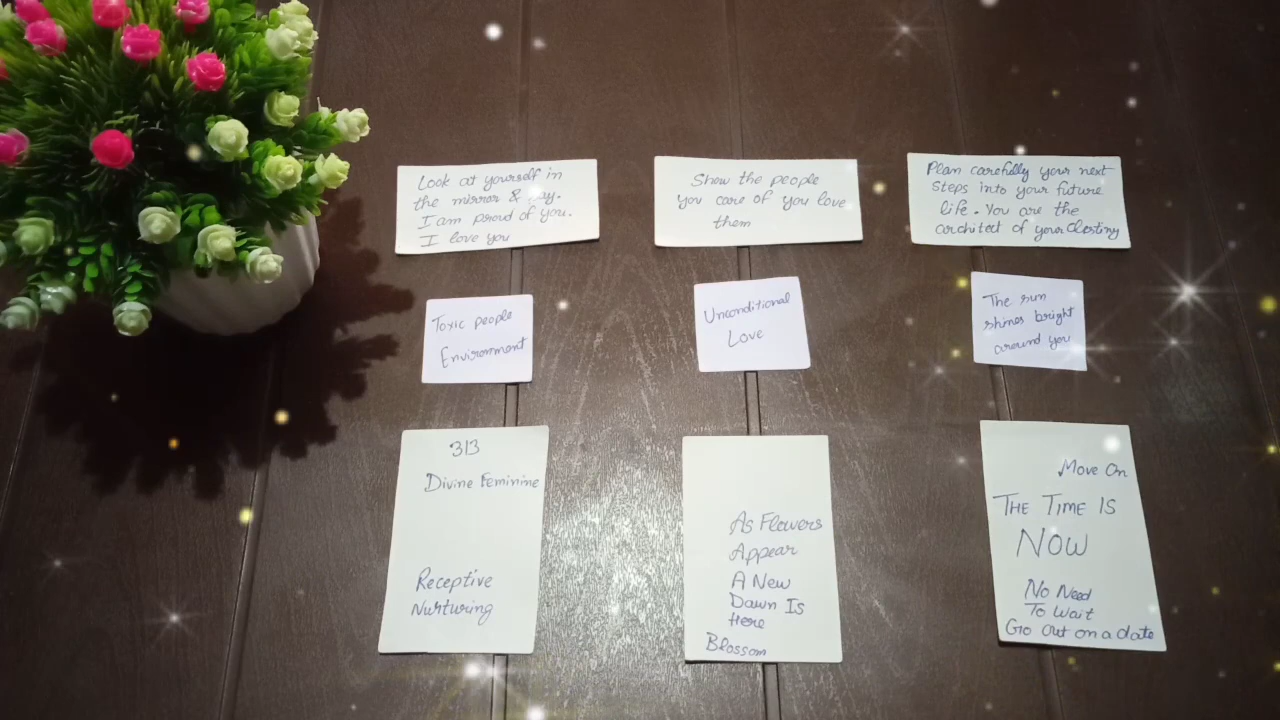 Look at yourself in
the mirror & say.
I am proud of you.
I love you
Show the people
you care of you love
them
Plan carefully your next
steps into your future
life. You are the
architect of your Destiny
Toxic people
Environment
Unconditional
Love
The sun
shines bright
around you
313
Divine Feminine
Receptive
Nurturing
As Flowers
Appear
A New
Dawn Is
Here
Blossom
Move On
THE TIME IS
NOW
No Need
To Wait
Go Out on a date